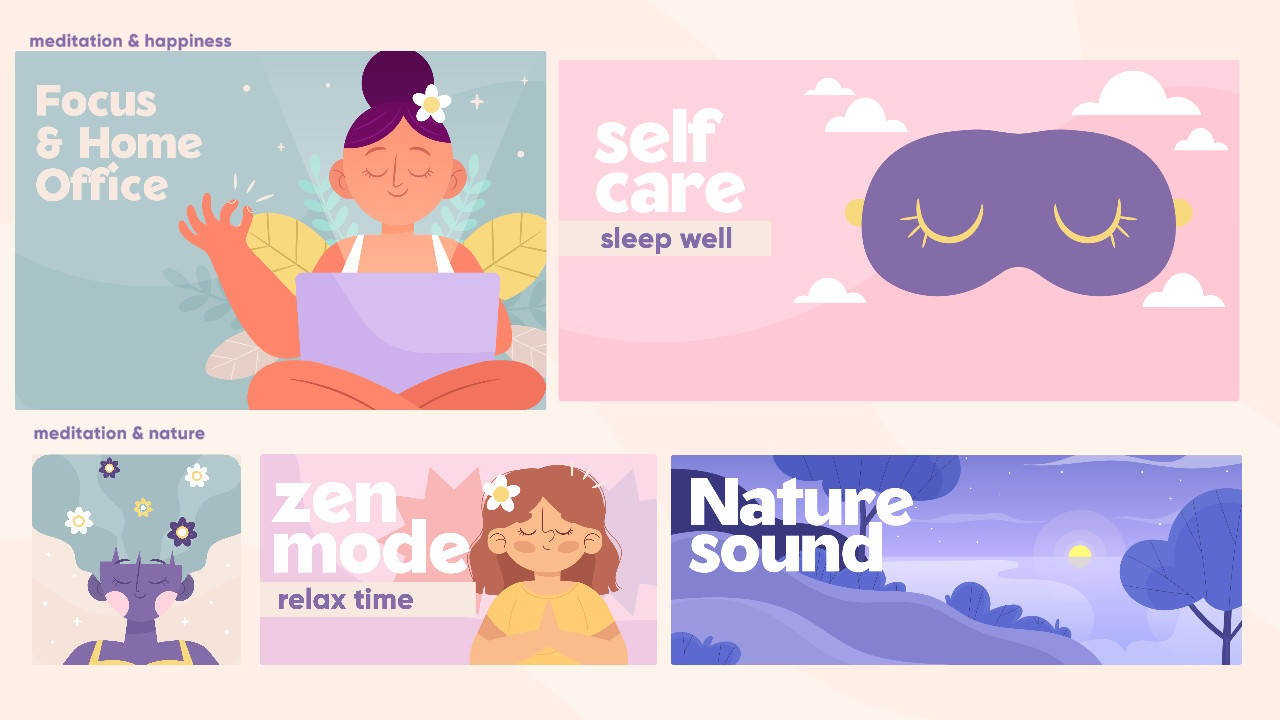 meditation & happiness
Focus
& Home
Office
self
care
sleep well
meditation & nature
zen
mode
relax time
Nature
sound